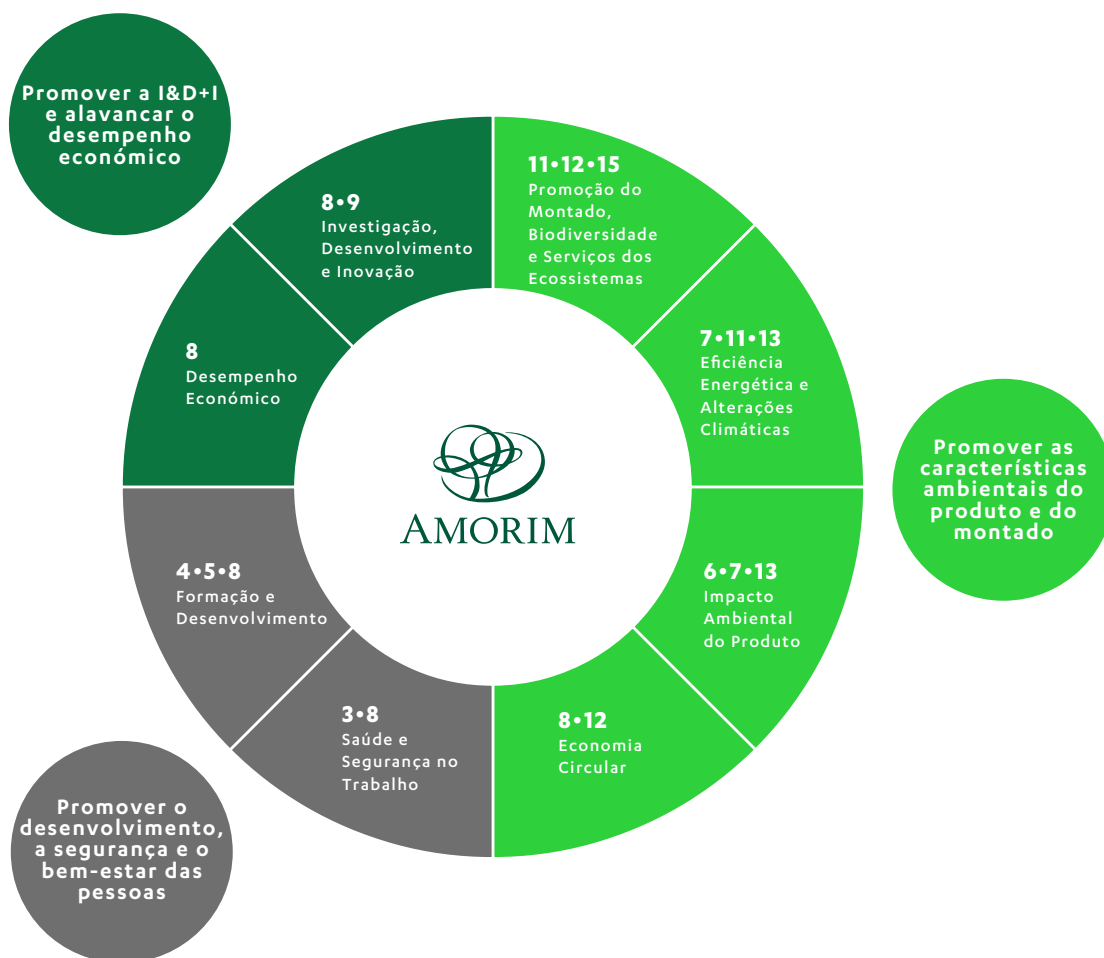 Promover a I&D+I
e alavancar o
desempenho
económico
11•12•15
Promoção do
Montado,
Biodiversidade
e Serviços dos
Ecossistemas
8•9
Investigação,
Desenvolvimento
e Inovação
7•11•13
Eficiência
Energética e
Alterações
Climáticas
8
Desempenho
Económico
Promover as
características
ambientais do
produto e do
montado
AMORIM
4•5•8
Formação e
Desenvolvimento
6•7•13
Impacto
Ambiental
do Produto
3•8
Saúde e
Segurança no
Trabalho
8•12
Economia
Circular
Promover o
desenvolvimento,
a segurança e o
bem-estar das
pessoas